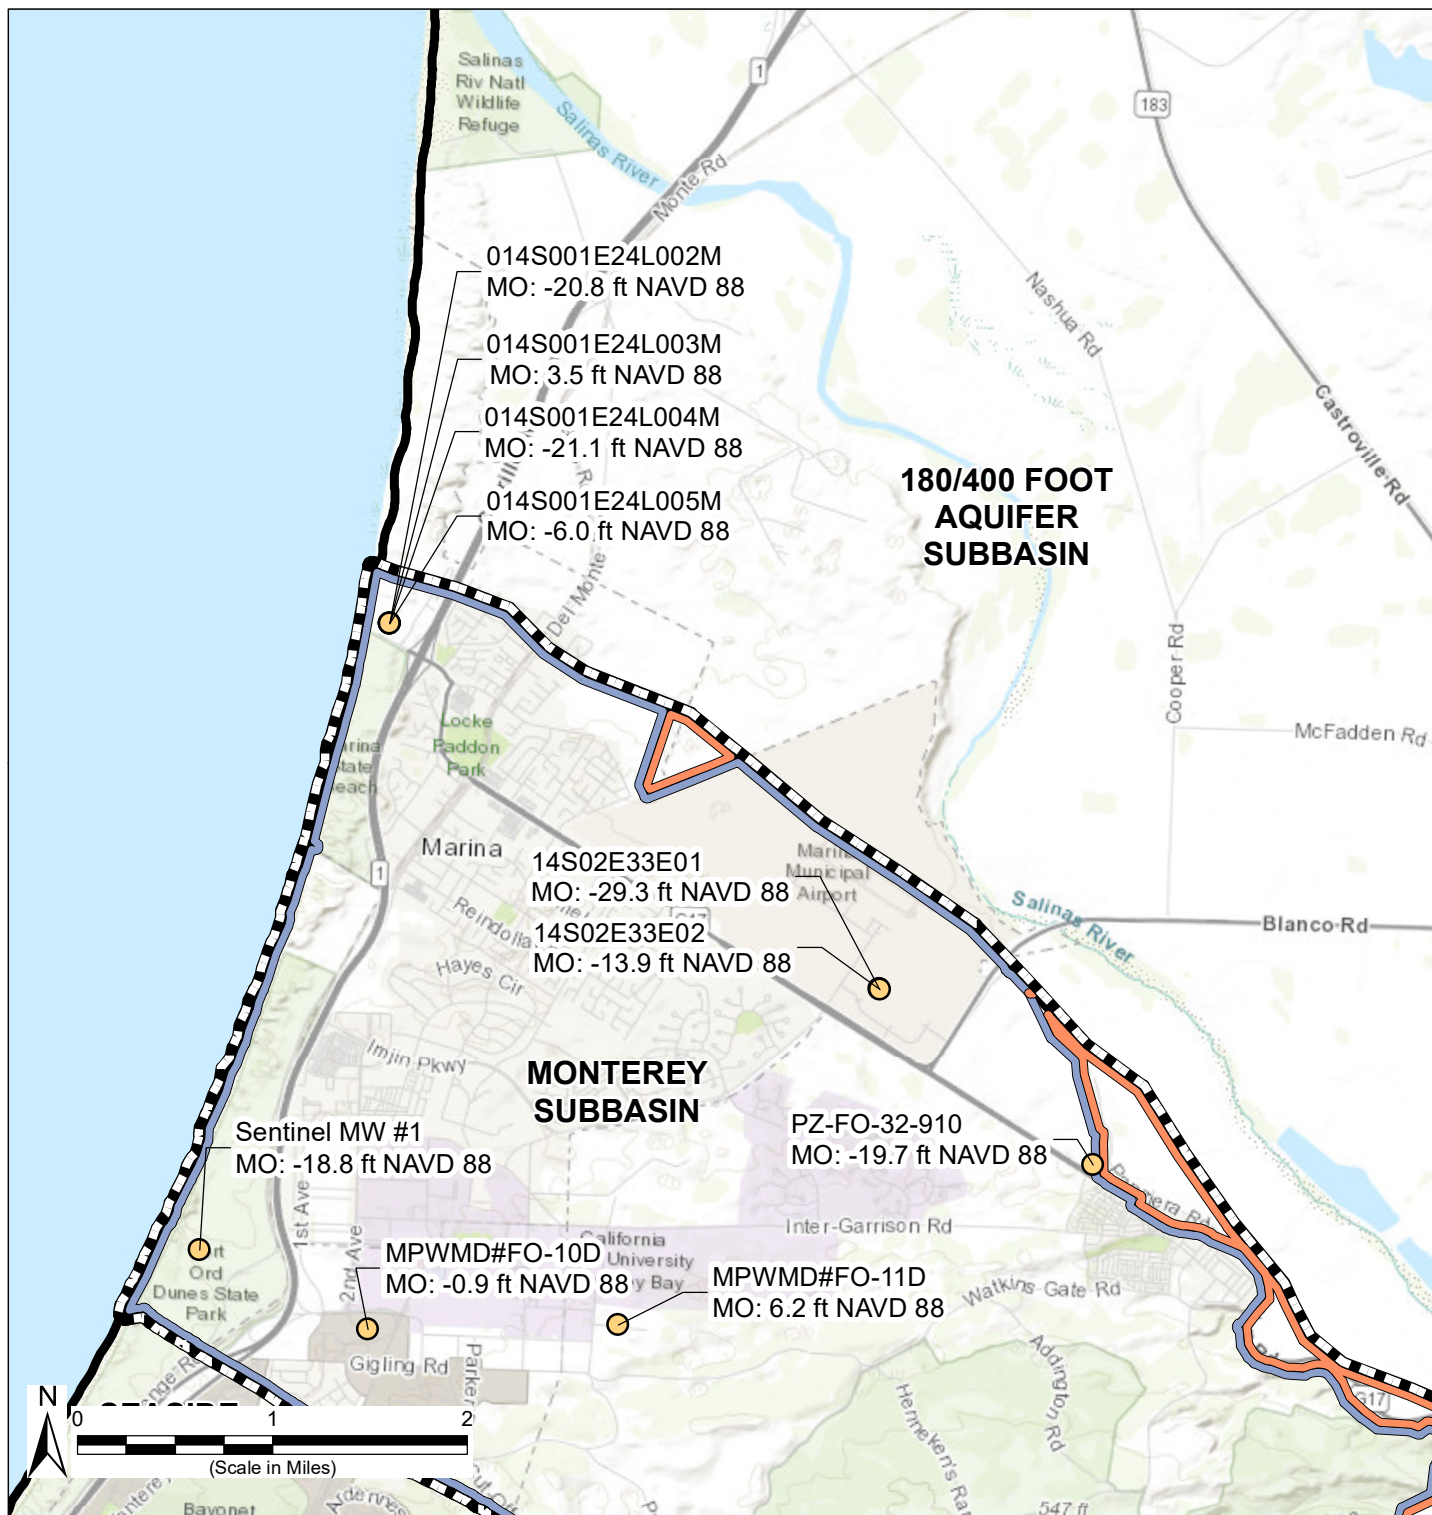 Salinas
Riv Natl
Wildlife
Refuge
Salinas River
1
Monte Rd
183
014S001E24L002M
MO: -20.8 ft NAVD 88
Nashua Rd
014S001E24L003M
MO: 3.5 ft NAVD 88
Castroville Rd
014S001E24L004M
MO: -21.1 ft NAVD 88
014S001E24L005M
MO: -6.0 ft NAVD 88
180/400 FOOT
AQUIFER
SUBBASIN
Del Monte
Cooper Rd
McFadden Rd
Locke
Paddon
Park
State
Marina
1
14S02E33E01
MO: -29.3 ft NAVD 88
Municipal
Airport
14S02E33E02
MO: -13.9 ft NAVD 88
Salinas River
Blanco Rd
Hayes Cir
Imjin Pkwy
MONTEREY
SUBBASIN
PZ-FO-32-910
MO: -19.7 ft NAVD 88
Sentinel MW #1
MO: -18.8 ft NAVD 88
1st Ave
2nd Ave
Inter-Garrison Rd
California
University
Bay
Ord
Dunes State
Park
MPWMD#FO-10D
MO: -0.9 ft NAVD 88
MPWMD#FO-11D
MO: 6.2 ft NAVD 88
Watkins Gate Rd
Addington Rd
Gigling Rd
G17
N
0 1 2
(Scale in Miles)
Bayonet
547 ft